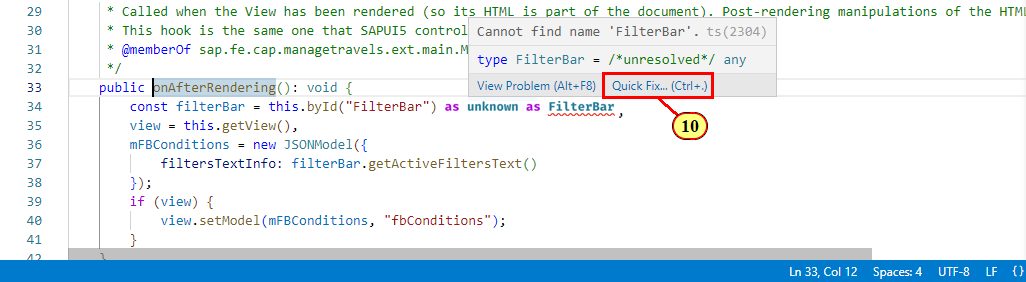 29 * Called when the View has been rendered (so its HTML is part of the document). Post-rendering manipulations of the HTM
30 * This hook is the same one that SAPUI5 control
Cannot find name 'FilterBar'. ts(2304)
31 * @memberOf sap.fe.cap.managetravels.ext.main.M
type FilterBar = /*unresolved*/ any
32 */
View Problem (Alt+F8) Quick Fix... (Ctrl+.)
33 public onAfterRendering(): void {
34 const filterBar = this.byId("FilterBar") as unknown as FilterBar,
10
35 view = this.getView(),
36 mFBConditions = new JSONModel({
37 filtersTextInfo: filterBar.getActiveFiltersText()
38 });
39 if (view) {
40 view.setModel(mFBConditions, "fbConditions");
41 }
42 }
Ln 33, Col 12 Spaces: 4 UTF-8 LF {}